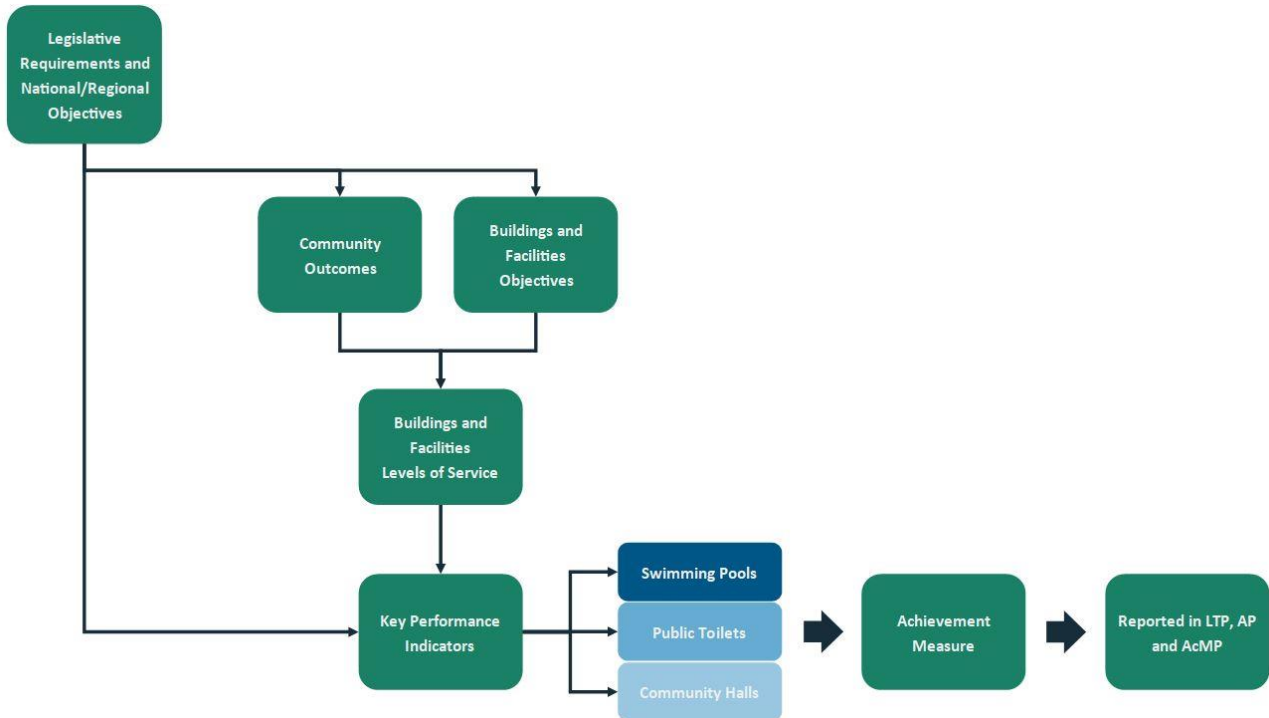 Legislative
Requirements and
National/Regional
Objectives
Community
Outcomes
Buildings and
Facilities
Objectives
Buildings and
Facilities
Levels of Service
Key Performance
Indicators
Swimming Pools
Public Toilets
Community Halls
Achievement
Measure
Reported in LTP, AP
and AcMP